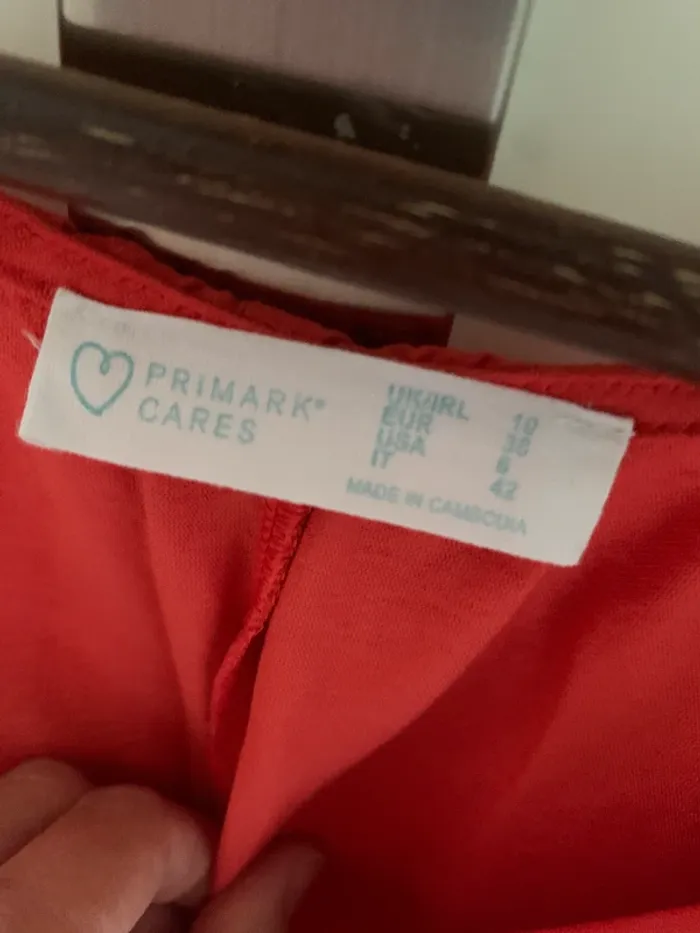 PRIMARK®
CARES
UK/IRL 10
EUR 38
USA 6
IT 42
MADE IN CAMBODIA